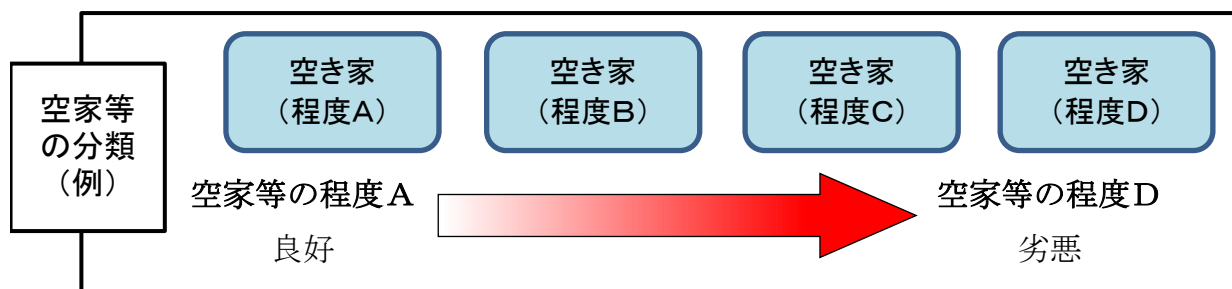 空家等
の分類
（例）
空き家
（程度Ａ）
空き家
（程度Ｂ）
空き家
（程度Ｃ）
空き家
（程度Ｄ）
空家等の程度Ａ
空家等の程度Ｄ
良好
劣悪